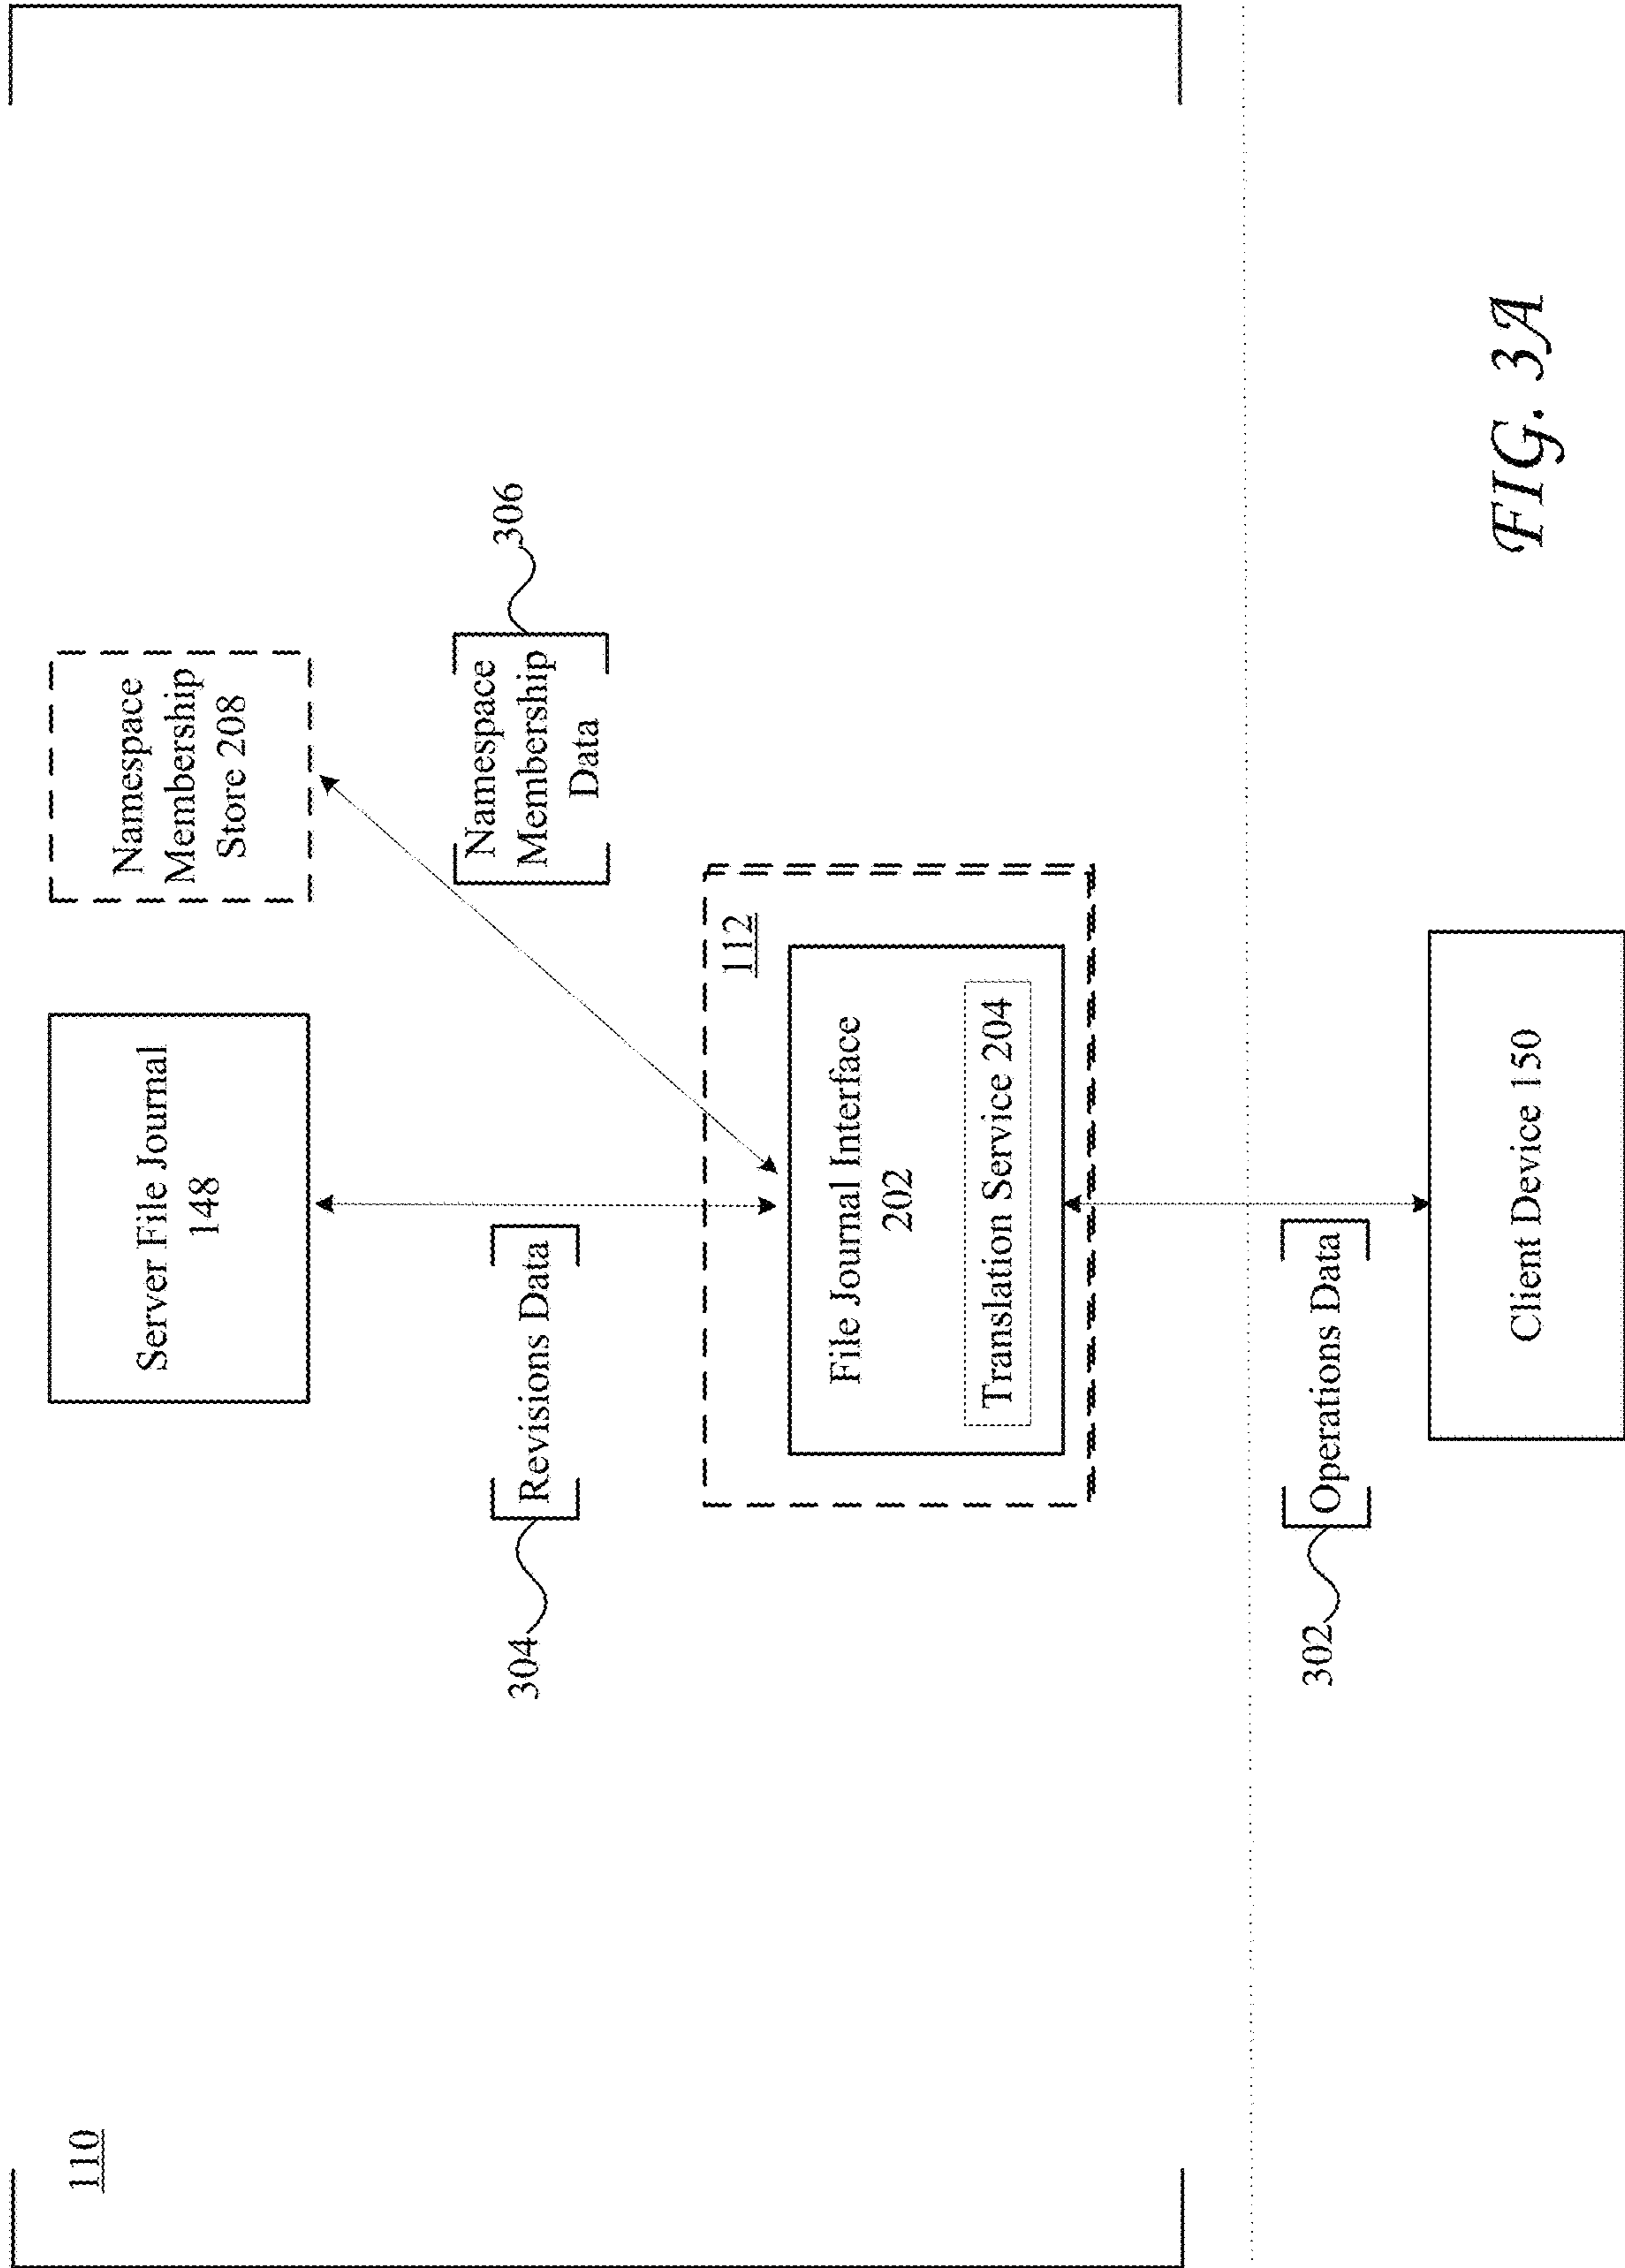 110
Server File Journal
148
Namespace
Membership
Store 208
304
Revisions Data
Namespace
Membership
Data
306
112
File Journal Interface
202
Translation Service 204
302
Operations Data
Client Device 150
FIG. 3A